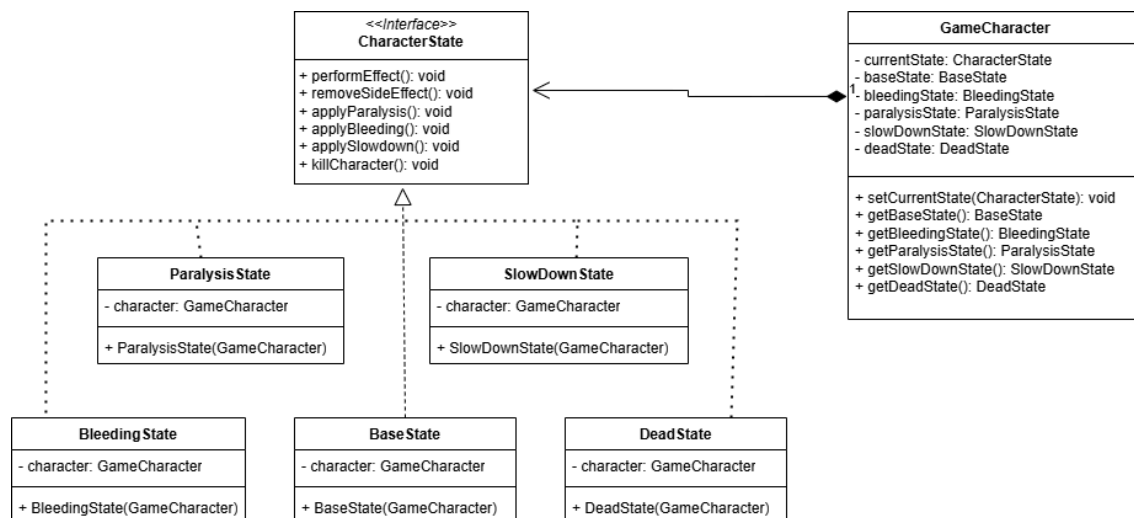 <<Interface>>
CharacterState
+ performEffect(): void
+ removeSideEffect(): void
+ applyParalysis(): void
+ applyBleeding(): void
+ applySlowdown(): void
+ killCharacter(): void
GameCharacter
- currentState: CharacterState
- baseState: BaseState
1
- bleedingState: BleedingState
- paralysisState: ParalysisState
- slowDownState: SlowDownState
- deadState: DeadState
+ setCurrentState(CharacterState): void
+ getBaseState(): BaseState
+ getBleedingState(): BleedingState
+ getParalysisState(): ParalysisState
+ getSlowDownState(): SlowDownState
+ getDeadState(): DeadState
ParalysisState
- character: GameCharacter
+ ParalysisState(GameCharacter)
SlowDownState
- character: GameCharacter
+ SlowDownState(GameCharacter)
BleedingState
- character: GameCharacter
+ BleedingState(GameCharacter)
BaseState
- character: GameCharacter
+ BaseState(GameCharacter)
DeadState
- character: GameCharacter
+ DeadState(GameCharacter)